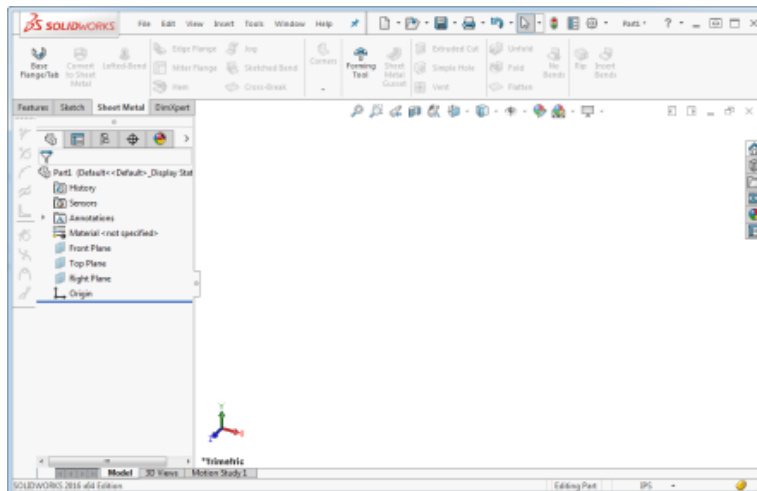 SOLIDWORKS File Edit View Insert Tools Window Help Part1 ?
Base Flange/Tab
Convert to Sheet Metal
Lofted-Bend
Edge Flange
Miter Flange
Hem
Jog
Sketched Bend
Cross-Break
Corners
Forming Tool
Sheet Metal Gusset
Extruded Cut
Simple Hole
Vent
Unfold
Fold
Flatten
No Bends
Rip
Insert Bends
Features Sketch Sheet Metal DimXpert
Part1 (Default<<Default>_Display Stat
History
Sensors
Annotations
Material <not specified>
Front Plane
Top Plane
Right Plane
Origin
*Trimetric
Model 3D Views Motion Study 1
SOLIDWORKS 2016 x64 Edition Editing Part IPS